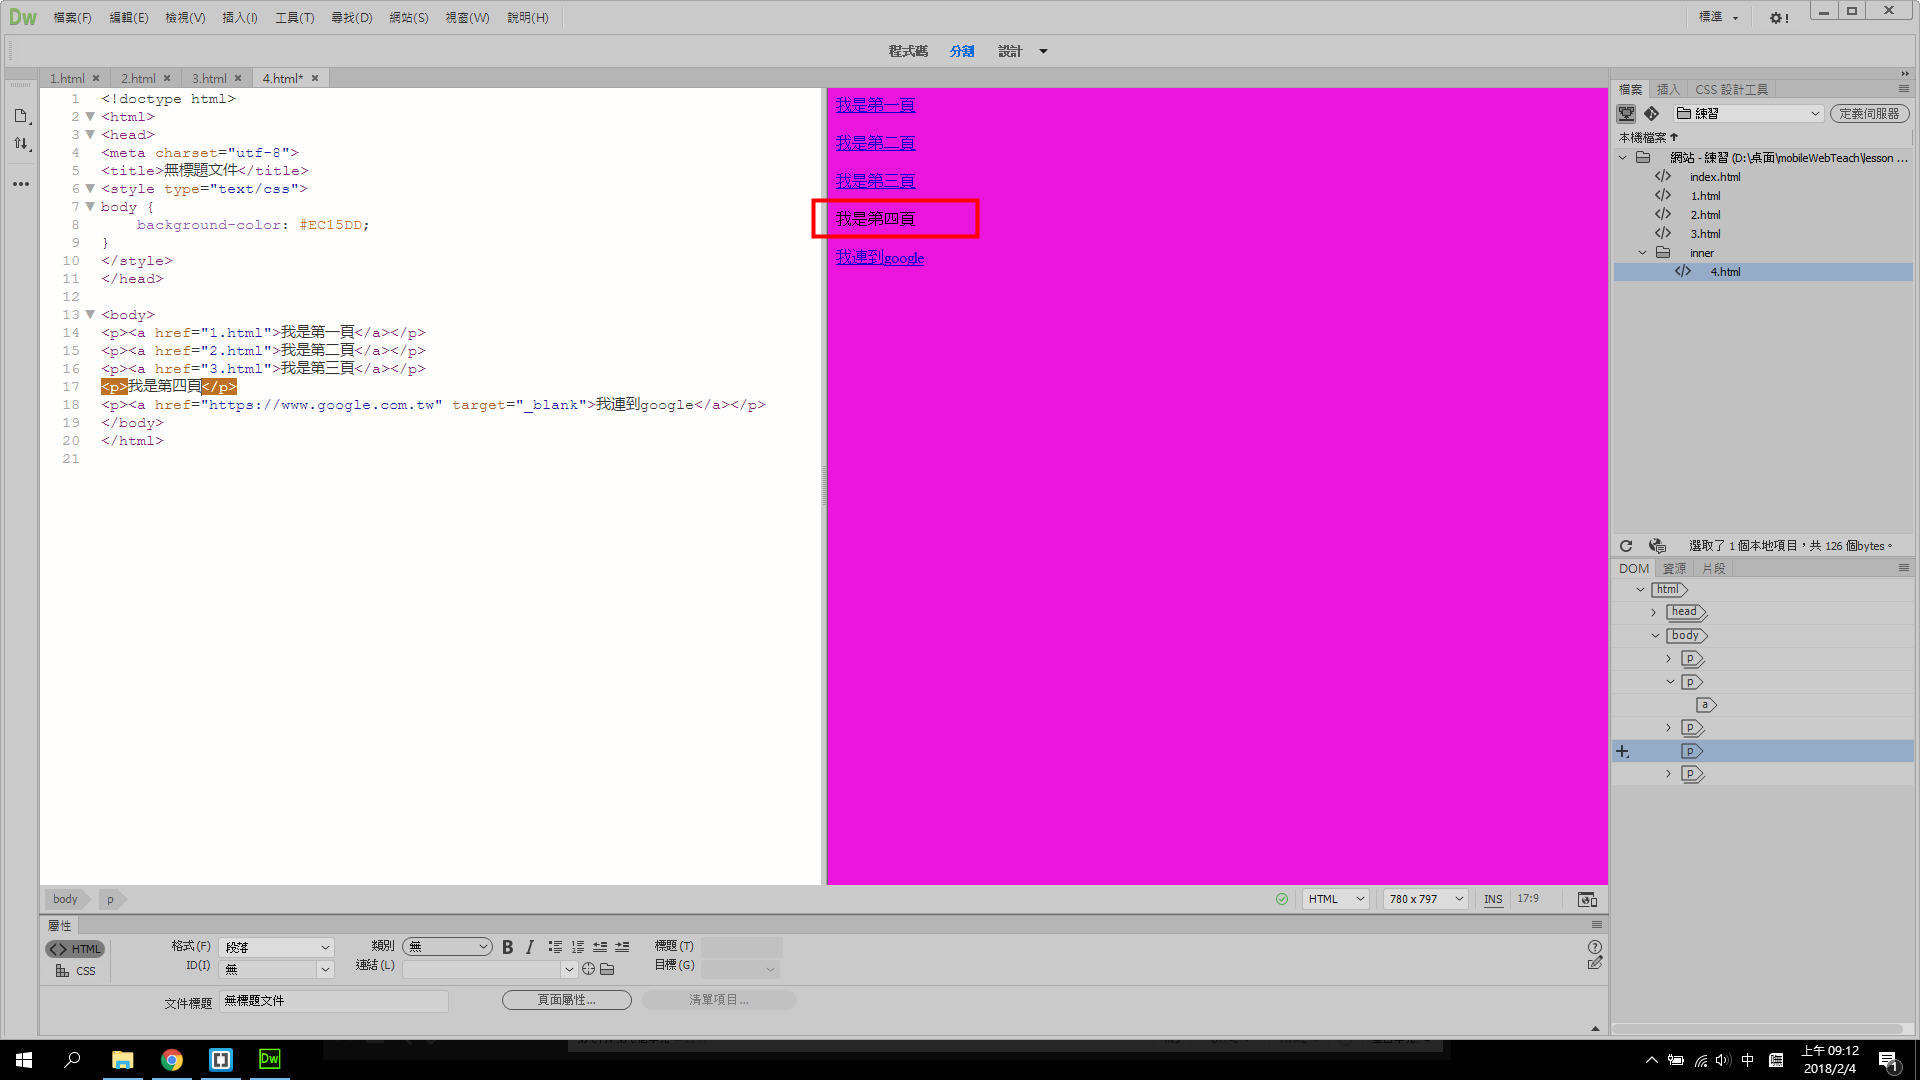 Dw 檔案(F) 編輯(E) 檢視(V) 插入(I) 工具(T) 尋找(D) 網站(S) 視窗(W) 說明(H) 標準 !
程式碼 分割 設計
1.html 2.html 3.html 4.html*
1 <!doctype html>
2 <html>
3 <head>
4 <meta charset="utf-8">
5 <title>無標題文件</title>
6 <style type="text/css">
7 body {
8 background-color: #EC15DD;
9 }
10 </style>
11 </head>
12
13 <body>
14 <p><a href="1.html">我是第一頁</a></p>
15 <p><a href="2.html">我是第二頁</a></p>
16 <p><a href="3.html">我是第三頁</a></p>
17 <p>我是第四頁</p>
18 <p><a href="https://www.google.com.tw" target="_blank">我連到google</a></p>
19 </body>
20 </html>
21
我是第一頁
我是第二頁
我是第三頁
我是第四頁
我連到google
檔案 插入 CSS 設計工具
練習 定義伺服器
本機檔案
網站 - 練習 (D:\桌面\mobileWebTeach\lesson ...
index.html
1.html
2.html
3.html
inner
4.html
選取了 1 個本地項目，共 126 個bytes。
DOM 資源 片段
html
head
body
p
p
a
p
p
p
body p HTML 780 x 797 INS 17:9
屬性
HTML 格式(F) 段落 類別 無 B I 標題(T)
CSS ID(I) 無 連結(L) 目標(G)
文件標題 無標題文件 頁面屬性... 清單項目...
Dw 中 上午 09:12
2018/2/4 1